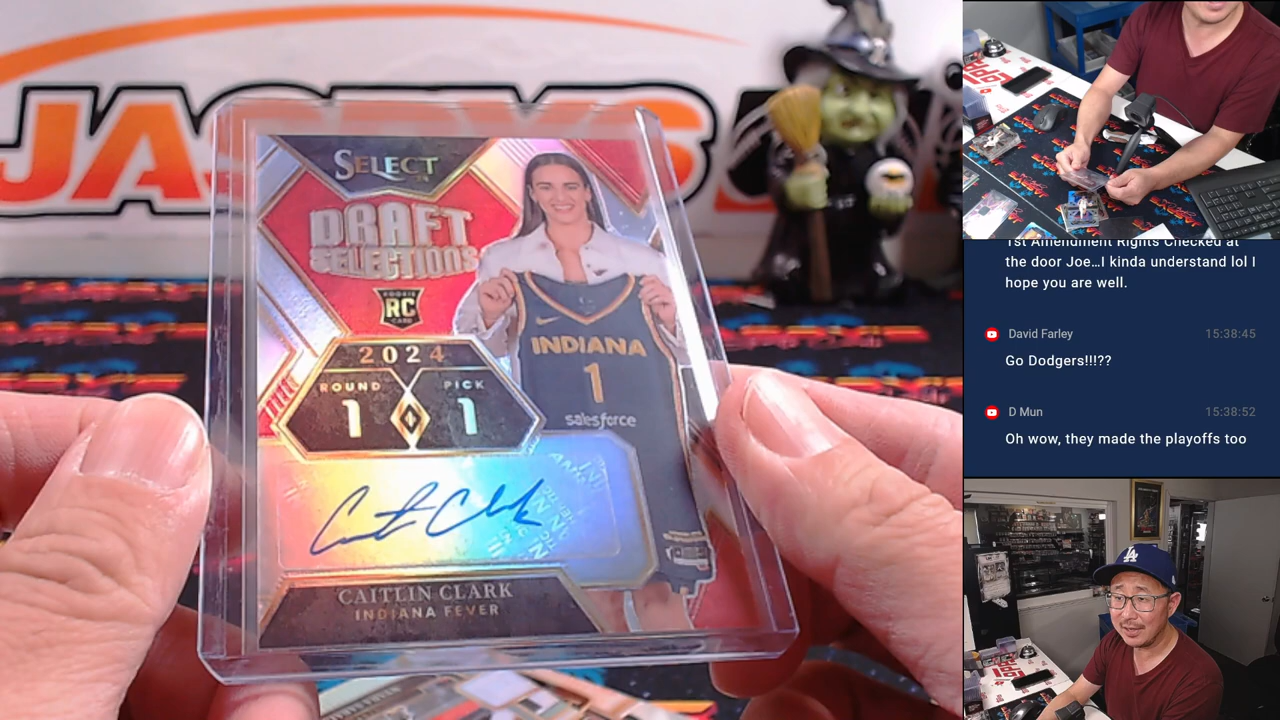 JASPYS
SELECT
DRAFT
SELECTIONS
ROOKIE
RC
CARD
2024
ROUND
PICK
1
1
INDIANA
1
salesforce
CAITLIN CLARK
INDIANA FEVER
1st Amendment Rights Checked at
the door Joe...I kinda understand lol I
hope you are well.
David Farley
15:38:45
Go Dodgers!!!??
D Mun
15:38:52
Oh wow, they made the playoffs too
LA